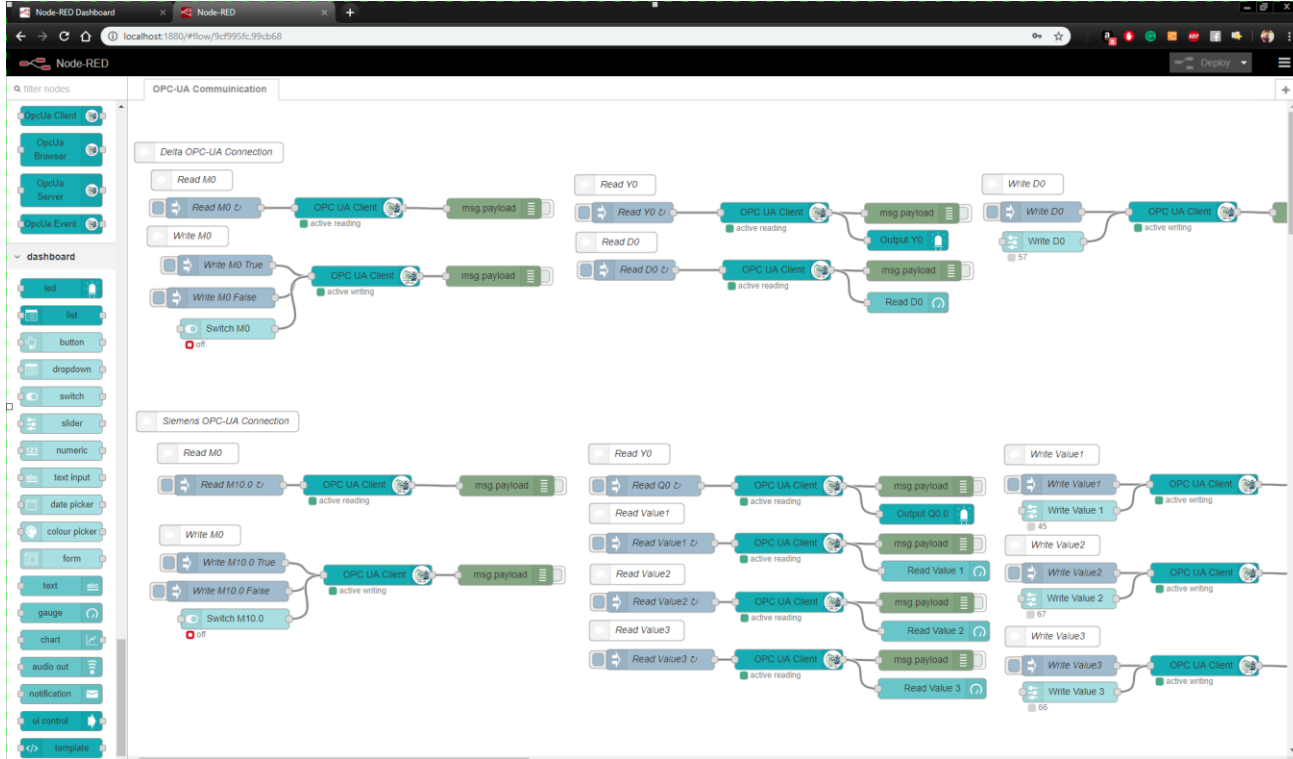 Node-RED Dashboard
Node-RED
localhost:1880/#flow/9cf995fc.99cb68
Node-RED
Deploy
filter nodes
OPC-UA Commuinication
OpcUa Client
OpcUa
Browser
OpcUa
Server
OpcUa Event
dashboard
led
list
button
dropdown
switch
slider
numeric
text input
date picker
colour picker
form
text
gauge
chart
audio out
notification
ui control
template
Delta OPC-UA Connection
Read M0
Read M0 ↻
OPC UA Client
active reading
msg.payload
Write M0
Write M0 True
Write M0 False
Switch M0
off
OPC UA Client
active writing
msg.payload
Read Y0
Read Y0 ↻
OPC UA Client
active reading
msg.payload
Output Y0
Read D0
Read D0 ↻
OPC UA Client
active reading
msg.payload
Read D0
Write D0
Write D0
Write D0
57
OPC UA Client
active writing
Siemens OPC-UA Connection
Read M0
Read M10.0 ↻
OPC UA Client
active reading
msg.payload
Write M0
Write M10.0 True
Write M10.0 False
Switch M10.0
off
OPC UA Client
active writing
msg.payload
Read Y0
Read Q0 ↻
OPC UA Client
active reading
msg.payload
Output Q0.0
Read Value1
Read Value1 ↻
OPC UA Client
active reading
msg.payload
Read Value 1
Read Value2
Read Value2 ↻
OPC UA Client
active reading
msg.payload
Read Value 2
Read Value3
Read Value3 ↻
OPC UA Client
active reading
msg.payload
Read Value 3
Write Value1
Write Value1
Write Value 1
45
OPC UA Client
active writing
Write Value2
Write Value2
Write Value 2
67
OPC UA Client
active writing
Write Value3
Write Value3
Write Value 3
66
OPC UA Client
active writing